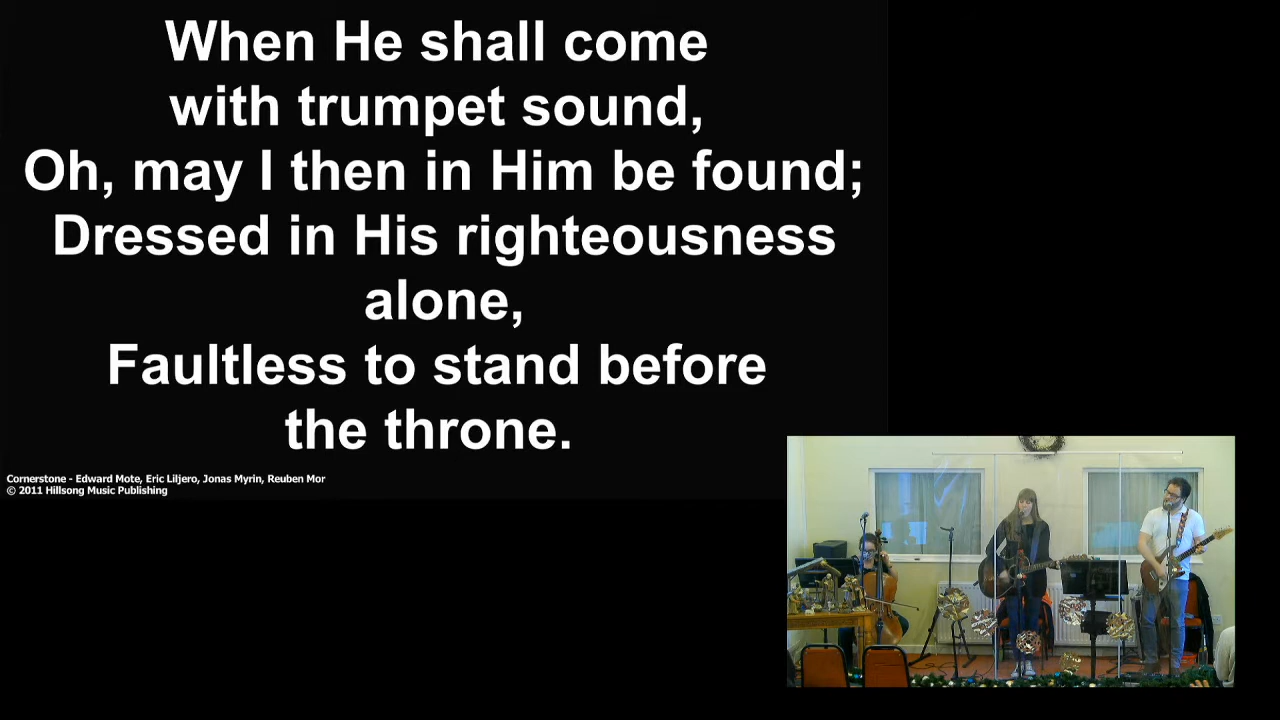 When He shall come
with trumpet sound,
Oh, may I then in Him be found;
Dressed in His righteousness
alone,
Faultless to stand before
the throne.
Cornerstone - Edward Mote, Eric Liljero, Jonas Myrin, Reuben Mor
© 2011 Hillsong Music Publishing